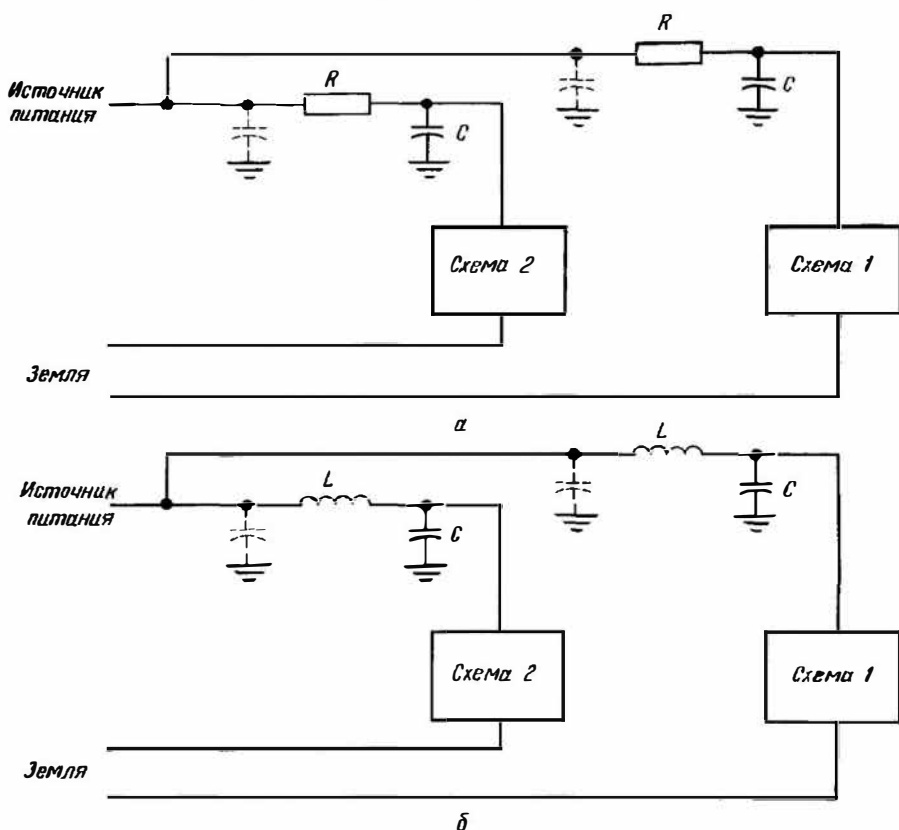 R
R
C
Источник
питания
C
Схема 2
Схема 1
Земля
а
L
L
C
Источник
питания
C
Схема 2
Схема 1
Земля
б